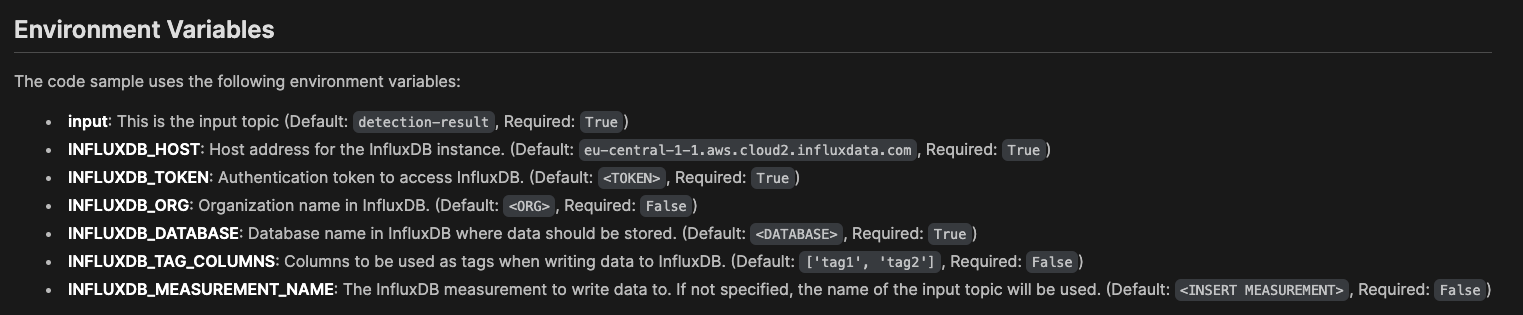 Environment Variables
The code sample uses the following environment variables:
• input: This is the input topic (Default: detection-result, Required: True)
• INFLUXDB_HOST: Host address for the InfluxDB instance. (Default: eu-central-1-1.aws.cloud2.influxdata.com, Required: True)
• INFLUXDB_TOKEN: Authentication token to access InfluxDB. (Default: <TOKEN>, Required: True)
• INFLUXDB_ORG: Organization name in InfluxDB. (Default: <ORG>, Required: False)
• INFLUXDB_DATABASE: Database name in InfluxDB where data should be stored. (Default: <DATABASE>, Required: True)
• INFLUXDB_TAG_COLUMNS: Columns to be used as tags when writing data to InfluxDB. (Default: ['tag1', 'tag2'], Required: False)
• INFLUXDB_MEASUREMENT_NAME: The InfluxDB measurement to write data to. If not specified, the name of the input topic will be used. (Default: <INSERT MEASUREMENT>, Required: False)